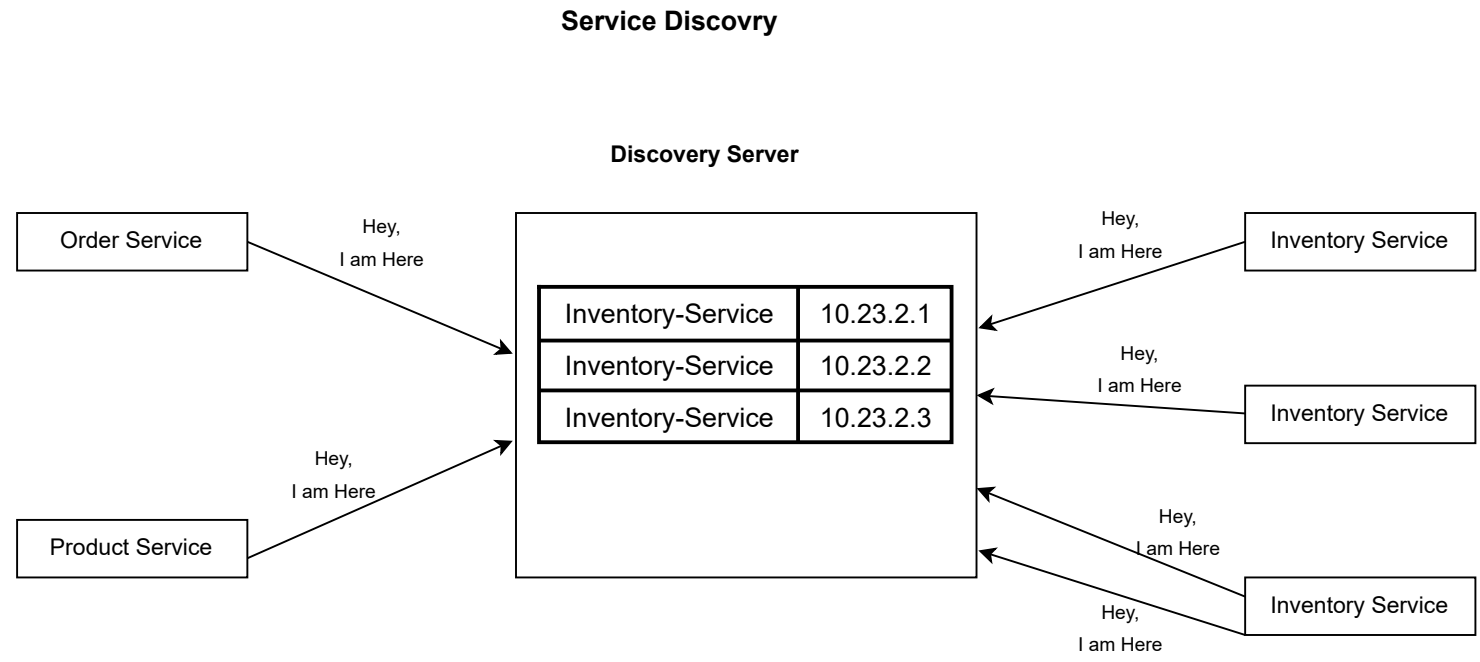 Service Discovry
Discovery Server
Order Service
Hey,
I am Here
Product Service
Hey,
I am Here
Inventory-Service 10.23.2.1
Inventory-Service 10.23.2.2
Inventory-Service 10.23.2.3
Hey,
I am Here
Inventory Service
Hey,
I am Here
Inventory Service
Hey,
I am Here
Inventory Service
Hey,
I am Here